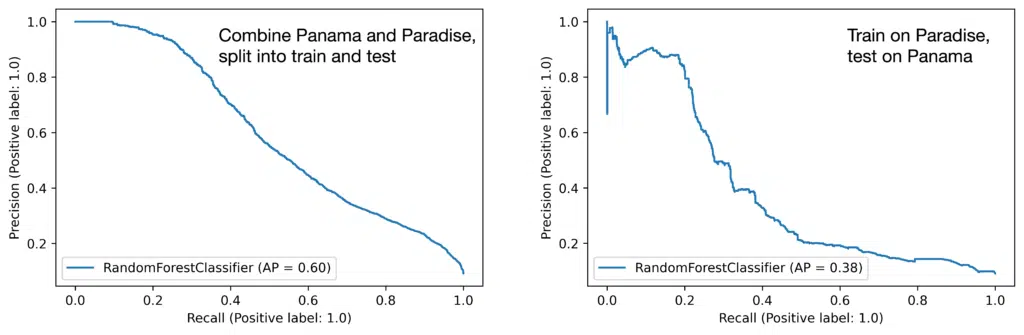 Combine Panama and Paradise,
split into train and test
Precision (Positive label: 1.0)
1.0
0.8
0.6
0.4
0.2
RandomForestClassifier (AP = 0.60)
0.0 0.2 0.4 0.6 0.8 1.0
Recall (Positive label: 1.0)
Train on Paradise,
test on Panama
Precision (Positive label: 1.0)
1.0
0.8
0.6
0.4
0.2
RandomForestClassifier (AP = 0.38)
0.0 0.2 0.4 0.6 0.8 1.0
Recall (Positive label: 1.0)